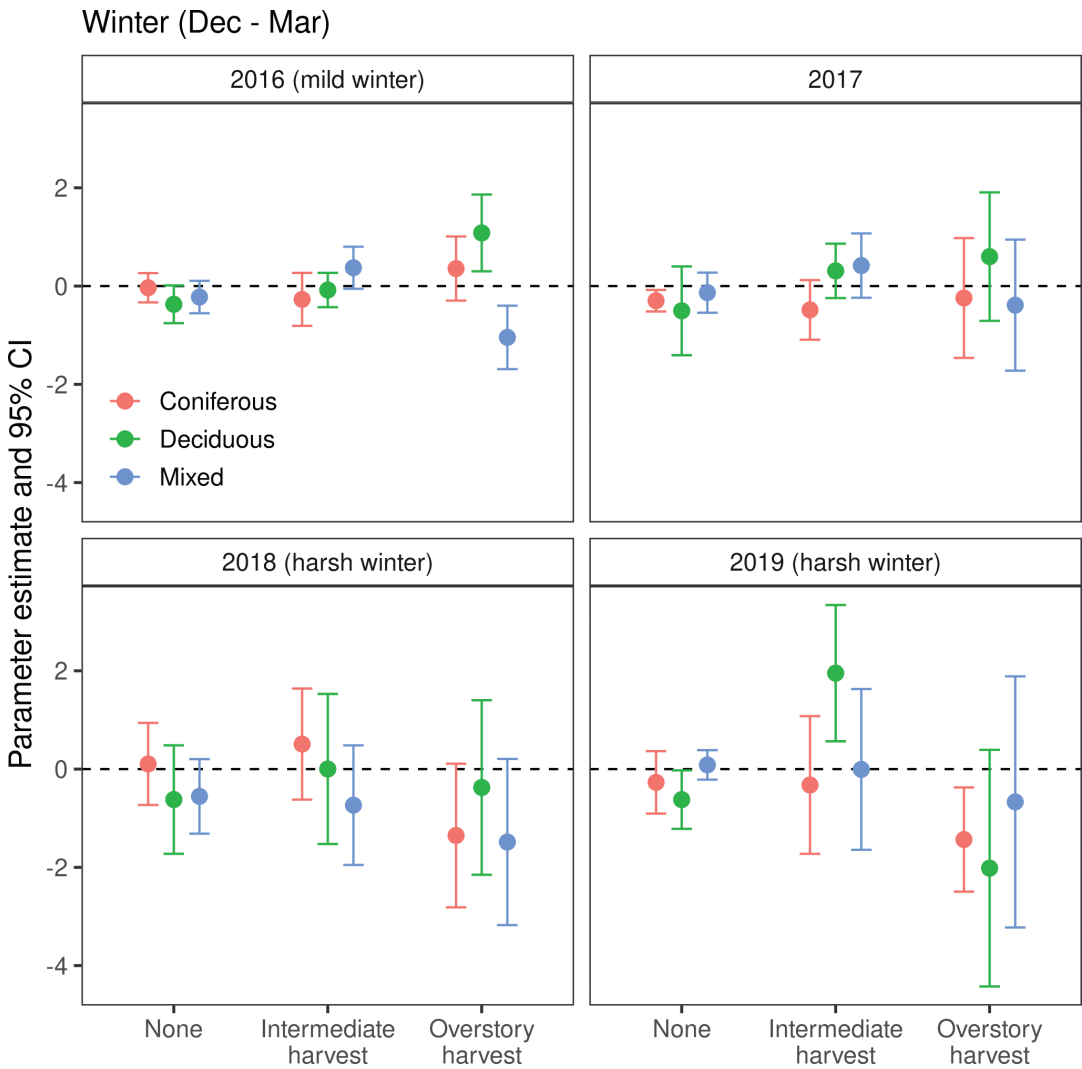 Winter (Dec - Mar)
2016 (mild winter)
2017
2
0
-2
-4
Coniferous
Deciduous
Mixed
Parameter estimate and 95% CI
2018 (harsh winter)
2019 (harsh winter)
2
0
-2
-4
None
Intermediate
harvest
Overstory
harvest
None
Intermediate
harvest
Overstory
harvest